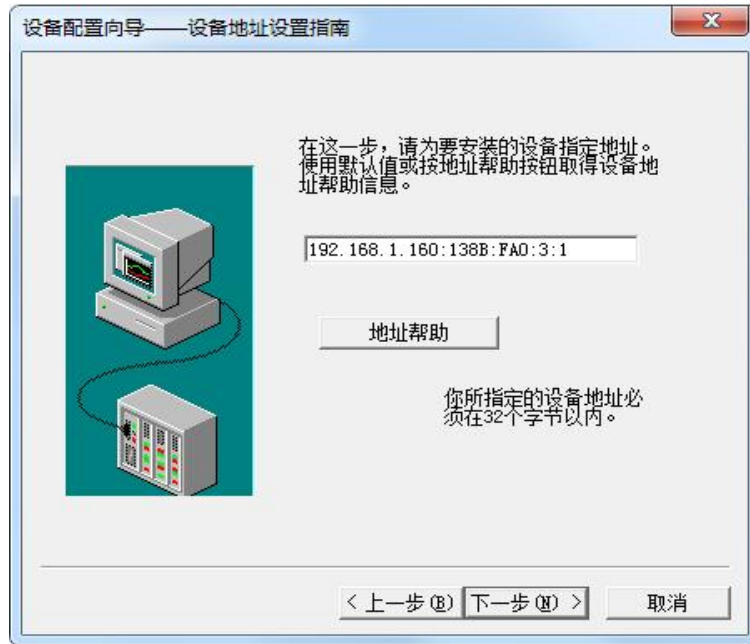 设备配置向导——设备地址设置指南
X
在这一步，请为要安装的设备指定地址。
使用默认值或按地址帮助按钮取得设备地
址帮助信息。
192.168.1.160:138B:FA0:3:1
地址帮助
你所指定的设备地址必
须在32个字节以内。
< 上一步(B) 下一步(N) > 取消